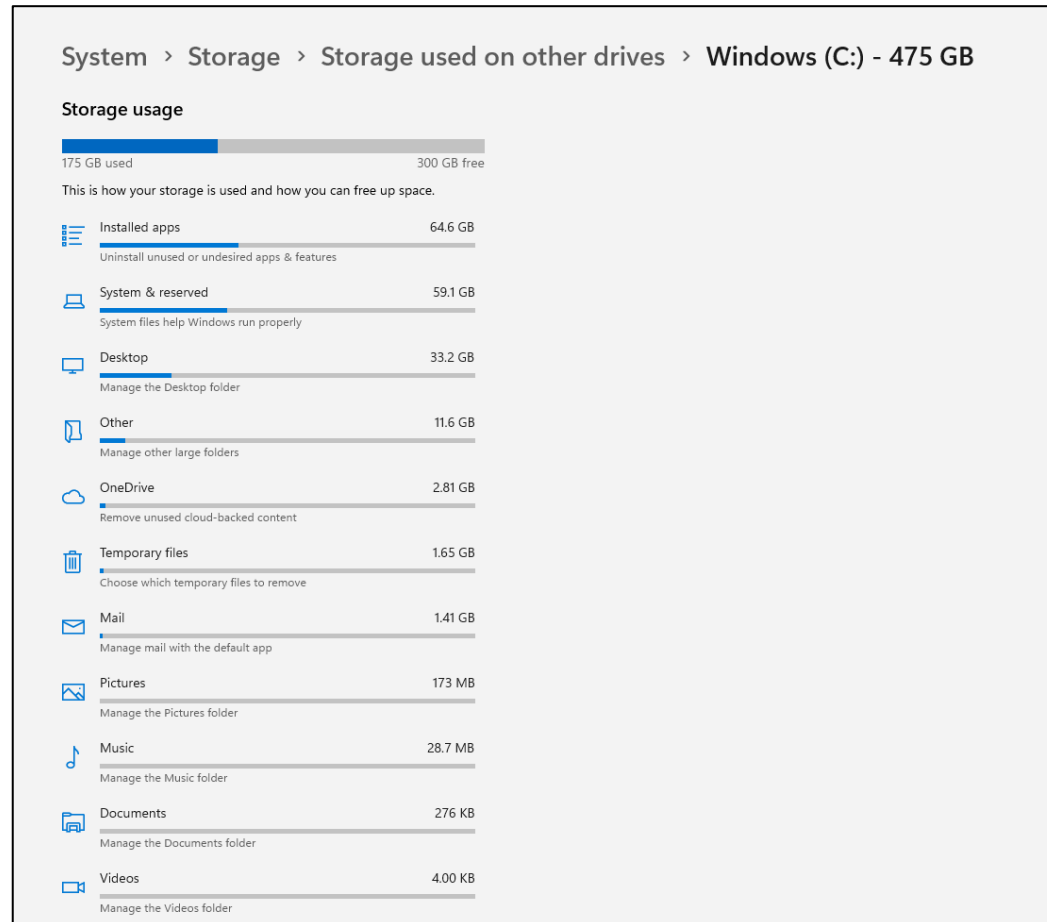 System > Storage > Storage used on other drives > Windows (C:) - 475 GB
Storage usage
175 GB used 300 GB free
This is how your storage is used and how you can free up space.
Installed apps 64.6 GB
Uninstall unused or undesired apps & features
System & reserved 59.1 GB
System files help Windows run properly
Desktop 33.2 GB
Manage the Desktop folder
Other 11.6 GB
Manage other large folders
OneDrive 2.81 GB
Remove unused cloud-backed content
Temporary files 1.65 GB
Choose which temporary files to remove
Mail 1.41 GB
Manage mail with the default app
Pictures 173 MB
Manage the Pictures folder
Music 28.7 MB
Manage the Music folder
Documents 276 KB
Manage the Documents folder
Videos 4.00 KB
Manage the Videos folder